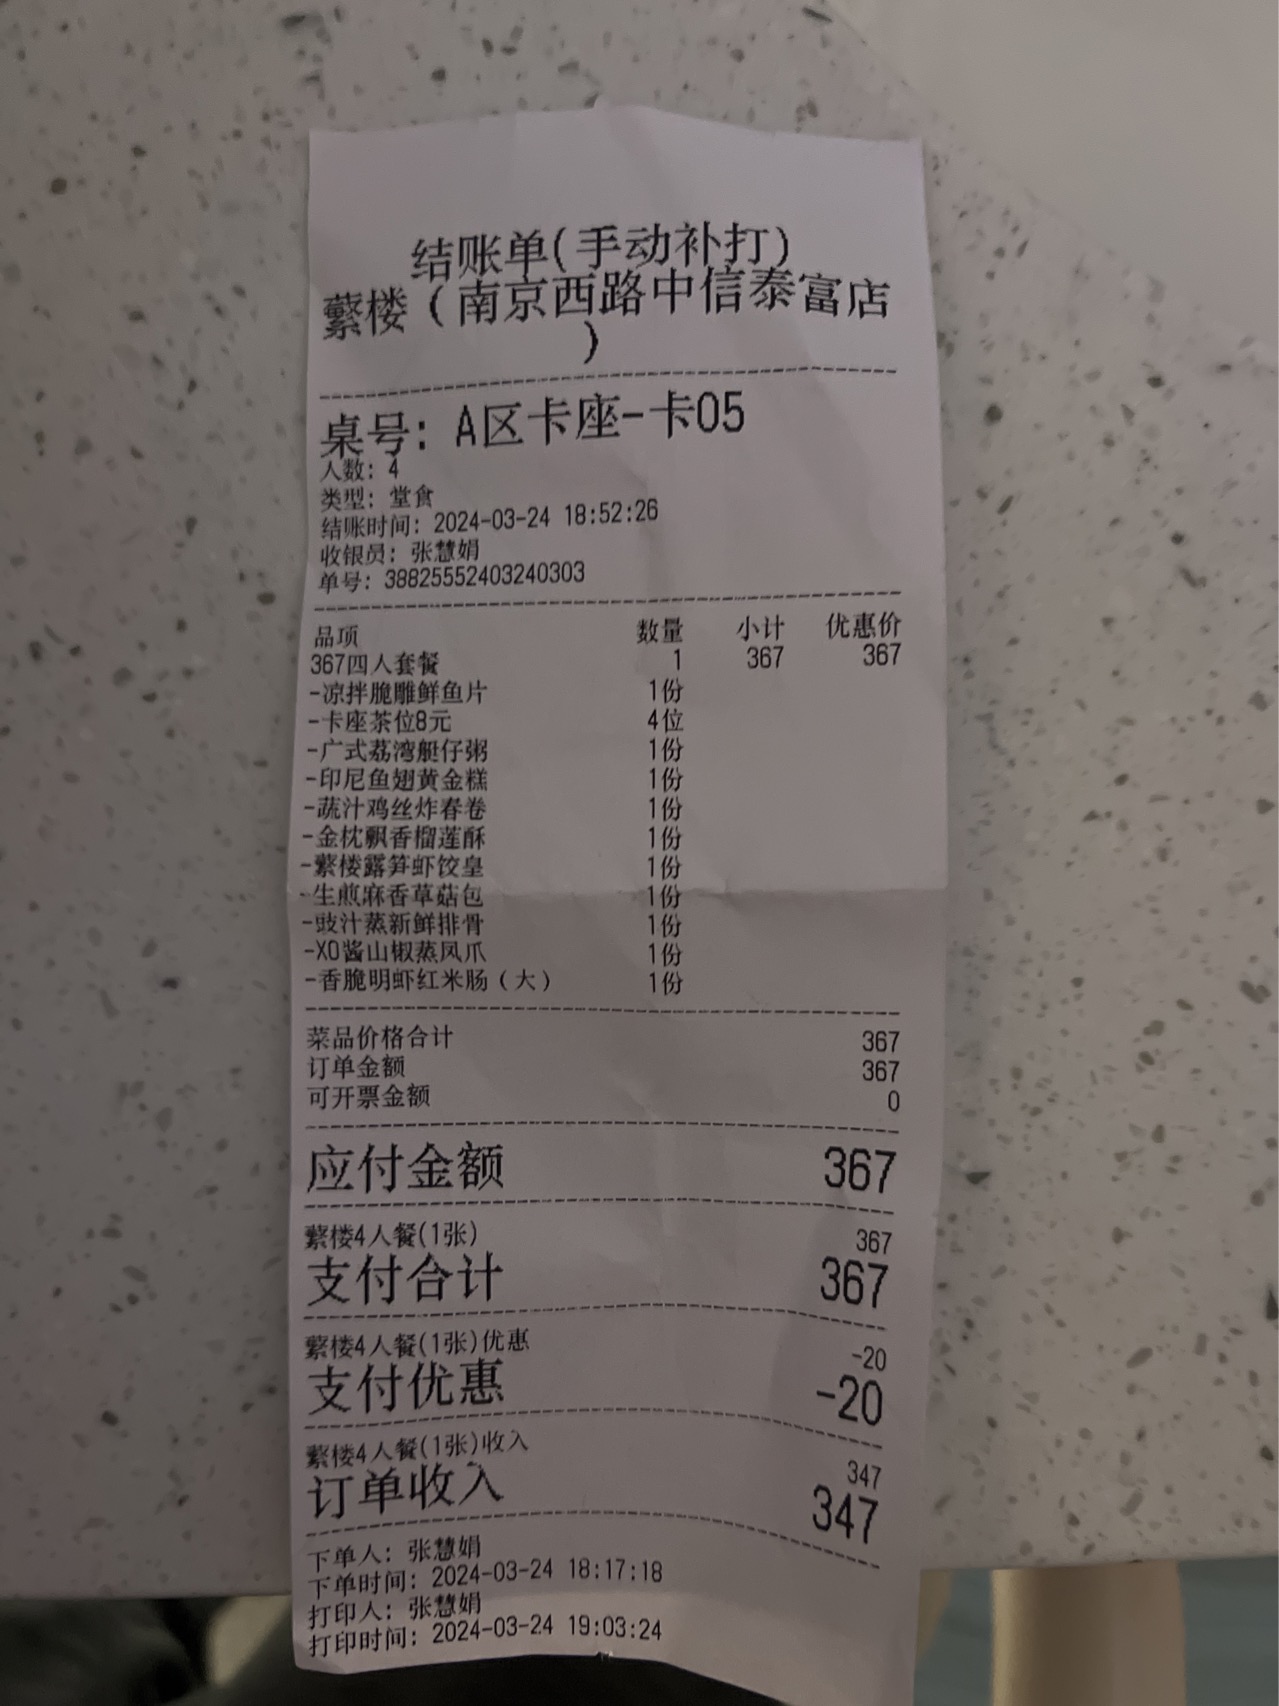 结账单(手动补打)
蘩楼（南京西路中信泰富店
）
桌号: A区卡座-卡05
人数: 4
类型: 堂食
结账时间: 2024-03-24 18:52:26
收银员: 张慧娟
单号: 38825552403240303
品项 数量 小计 优惠价
367四人套餐 1 367 367
-凉拌脆雕鲜鱼片 1份
-卡座茶位8元 4位
-广式荔湾艇仔粥 1份
-印尼鱼翅黄金糕 1份
-蔬汁鸡丝炸春卷 1份
-金枕飘香榴莲酥 1份
-蘩楼露笋虾饺皇 1份
-生煎麻香草菇包 1份
-豉汁蒸新鲜排骨 1份
-XO酱山椒蒸凤爪 1份
-香脆明虾红米肠（大） 1份
菜品价格合计 367
订单金额 367
可开票金额 0
应付金额 367
蘩楼4人餐(1张) 367
支付合计 367
蘩楼4人餐(1张)优惠 -20
支付优惠 -20
蘩楼4人餐(1张)收入 347
订单收入 347
下单人: 张慧娟
下单时间: 2024-03-24 18:17:18
打印人: 张慧娟
打印时间: 2024-03-24 19:03:24